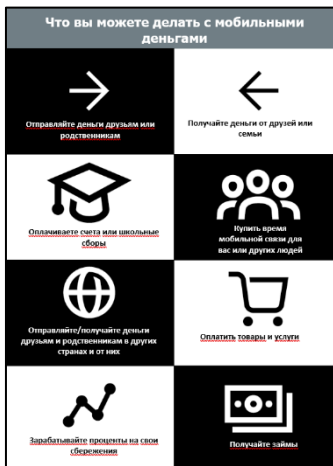 Что вы можете делать с мобильными
деньгами
Отправляйте деньги друзьям или
родственникам
Получайте деньги от друзей или
семьи
Оплачиваете счета или школьные
сборы
Купить время
мобильной связи для
вас или других людей
Отправляйте/получайте деньги
друзьям и родственникам в других
странах и от них
Оплатить товары и услуги
Зарабатывайте проценты на свои
сбережения
Получайте займы